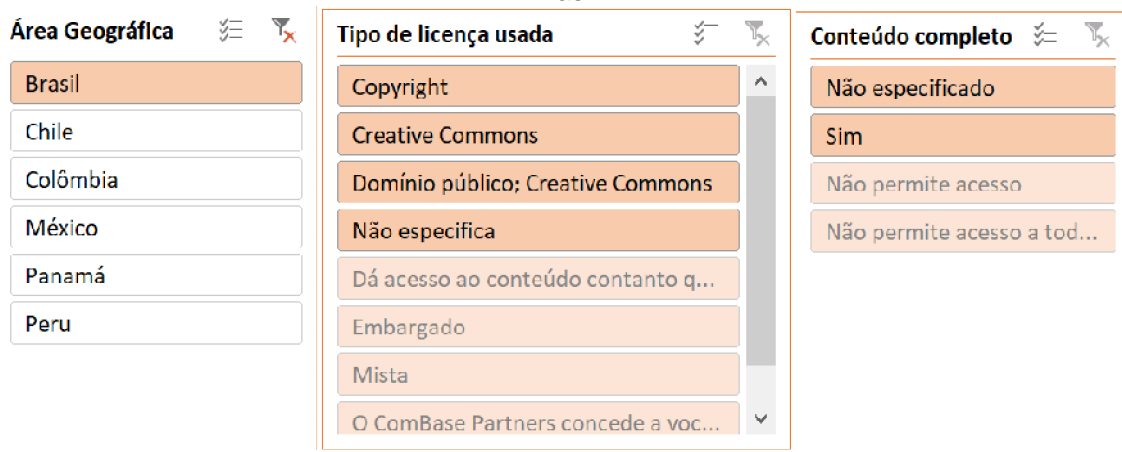 Área Geográfica
Brasil
Chile
Colômbia
México
Panamá
Peru
Tipo de licença usada
Copyright
Creative Commons
Domínio público; Creative Commons
Não especifica
Dá acesso ao conteúdo contanto q...
Embargado
Mista
O ComBase Partners concede a voc...
Conteúdo completo
Não especificado
Sim
Não permite acesso
Não permite acesso a tod...